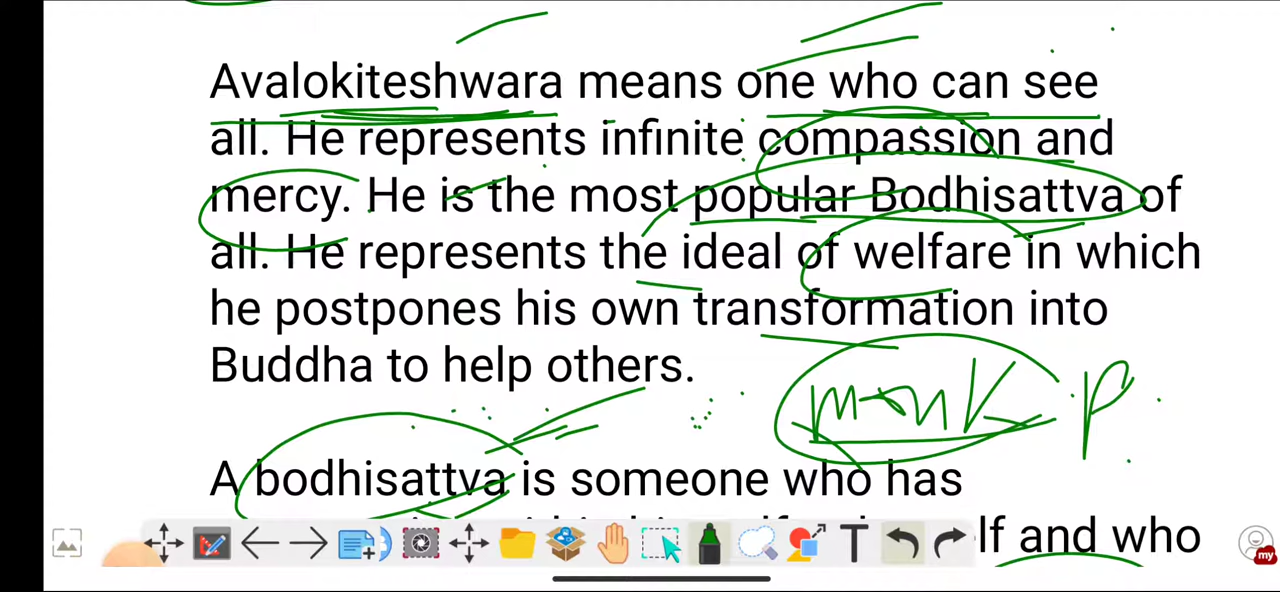 Avalokiteshwara means one who can see
all. He represents infinite compassion and
mercy. He is the most popular Bodhisattva of
all. He represents the ideal of welfare in which
he postpones his own transformation into
Buddha to help others.
monk P
A bodhisattva is someone who has
and who
T
my